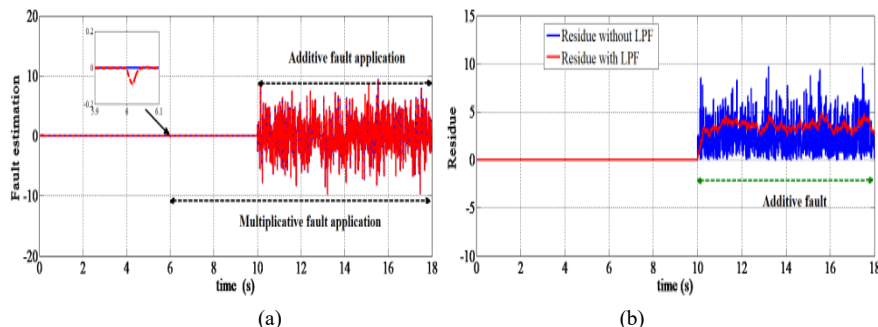 20
10
0
-10
-20
Fault estimation
0.2
0
-0.2
5.9
6
6.1
Additive fault application
Multiplicative fault application
0 2 4 6 8 10 12 14 16 18
time (s)
(a)
15
10
5
0
-5
-10
Residue
Residue without LPF
Residue with LPF
Additive fault
0 2 4 6 8 10 12 14 16 18
time (s)
(b)